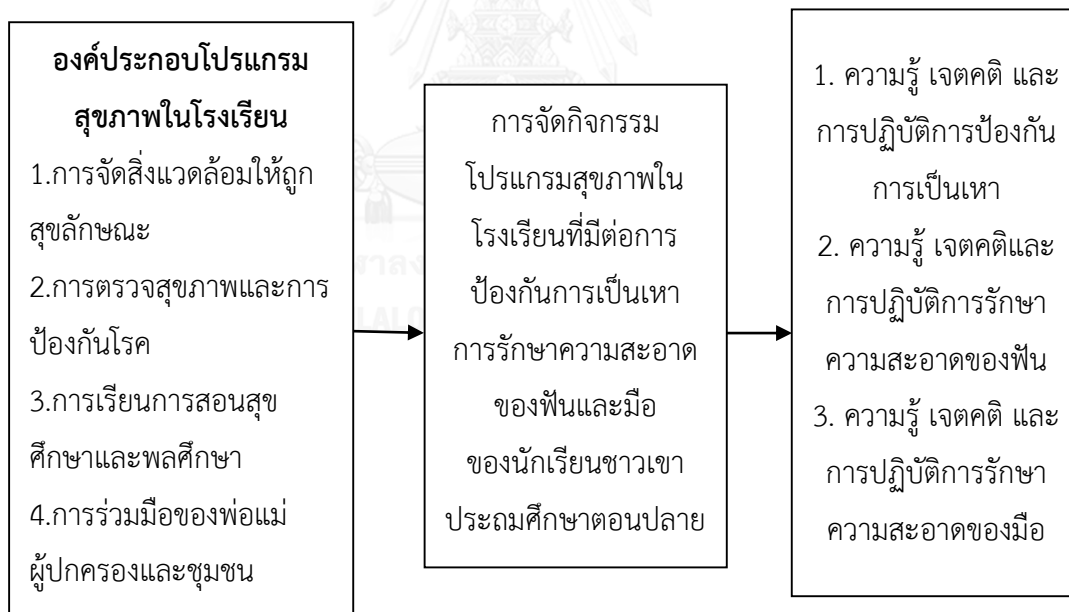 องค์ประกอบโปรแกรม
สุขภาพในโรงเรียน
1.การจัดสิ่งแวดล้อมให้ถูก
สุขลักษณะ
2.การตรวจสุขภาพและการ
ป้องกันโรค
3.การเรียนการสอนสุข
ศึกษาและพลศึกษา
4.การร่วมมือของพ่อแม่
ผู้ปกครองและชุมชน
การจัดกิจกรรม
โปรแกรมสุขภาพใน
โรงเรียนที่มีต่อการ
ป้องกันการเป็นเหา
การรักษาความสะอาด
ของฟันและมือ
ของนักเรียนชาวเขา
ประถมศึกษาตอนปลาย
1. ความรู้ เจตคติ และ
การปฏิบัติการป้องกัน
การเป็นเหา
2. ความรู้ เจตคติและ
การปฏิบัติการรักษา
ความสะอาดของฟัน
3. ความรู้ เจตคติ และ
การปฏิบัติการรักษา
ความสะอาดของมือ